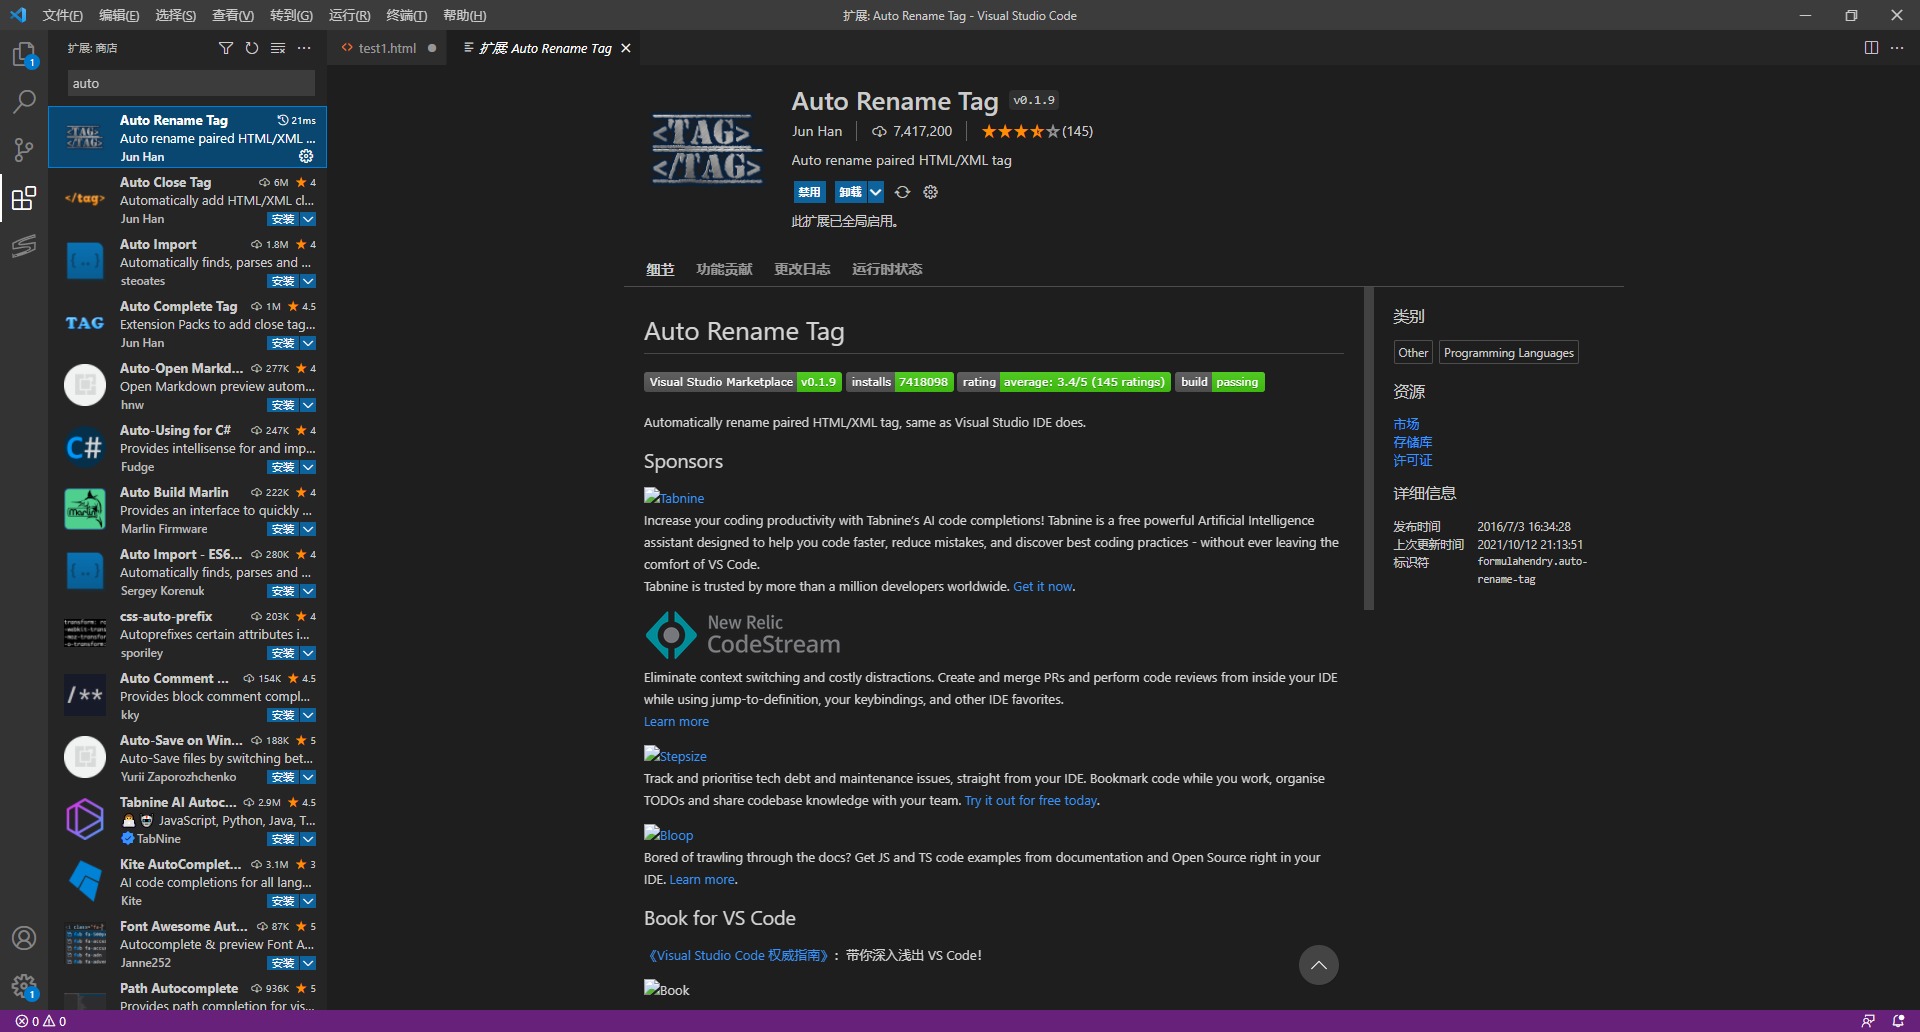 文件(F) 编辑(E) 选择(S) 查看(V) 转到(G) 运行(R) 终端(T) 帮助(H)
扩展: Auto Rename Tag - Visual Studio Code
扩展: 商店
test1.html
扩展: Auto Rename Tag
auto
Auto Rename Tag 21ms
Auto rename paired HTML/XML ...
Jun Han
Auto Close Tag 6M 4
Automatically add HTML/XML cl...
Jun Han 安装
Auto Import 1.8M 4
Automatically finds, parses and ...
steoates 安装
Auto Complete Tag 1M 4.5
Extension Packs to add close tag...
Jun Han 安装
Auto-Open Markd... 277K 4
Open Markdown preview autom...
hnw 安装
Auto-Using for C# 247K 4
Provides intellisense for and imp...
Fudge 安装
Auto Build Marlin 222K 4
Provides an interface to quickly ...
Marlin Firmware 安装
Auto Import - ES6... 280K 4
Automatically finds, parses and ...
Sergey Korenuk 安装
css-auto-prefix 203K 4
Autoprefixes certain attributes i...
sporiley 安装
Auto Comment ... 154K 4.5
Provides block comment compl...
kky 安装
Auto-Save on Win... 188K 5
Auto-Save files by switching bet...
Yurii Zaporozhchenko 安装
Tabnine AI Autoc... 2.9M 4.5
JavaScript, Python, Java, T...
TabNine 安装
Kite AutoComplet... 3.1M 3
AI code completions for all lang...
Kite 安装
Font Awesome Aut... 87K 5
Autocomplete & preview Font A...
Janne252 安装
Path Autocomplete 936K 5
Provides path completion for vis...
<TAG>
</TAG>
Auto Rename Tag v0.1.9
Jun Han 7,417,200 (145)
Auto rename paired HTML/XML tag
禁用 卸载
此扩展已全局启用。
细节 功能贡献 更改日志 运行时状态
Auto Rename Tag
Visual Studio Marketplace v0.1.9 installs 7418098 rating average: 3.4/5 (145 ratings) build passing
Automatically rename paired HTML/XML tag, same as Visual Studio IDE does.
Sponsors
Tabnine
Increase your coding productivity with Tabnine’s AI code completions! Tabnine is a free powerful Artificial Intelligence
assistant designed to help you code faster, reduce mistakes, and discover best coding practices - without ever leaving the
comfort of VS Code.
Tabnine is trusted by more than a million developers worldwide. Get it now.
New Relic
CodeStream
Eliminate context switching and costly distractions. Create and merge PRs and perform code reviews from inside your IDE
while using jump-to-definition, your keybindings, and other IDE favorites.
Learn more
Stepsize
Track and prioritise tech debt and maintenance issues, straight from your IDE. Bookmark code while you work, organise
TODOs and share codebase knowledge with your team. Try it out for free today.
Bloop
Bored of trawling through the docs? Get JS and TS code examples from documentation and Open Source right in your
IDE. Learn more.
Book for VS Code
《Visual Studio Code 权威指南》：带你深入浅出 VS Code!
Book
类别
Other Programming Languages
资源
市场
存储库
许可证
详细信息
发布时间 2016/7/3 16:34:28
上次更新时间 2021/10/12 21:13:51
标识符 formulahendry.auto-
rename-tag
0 0